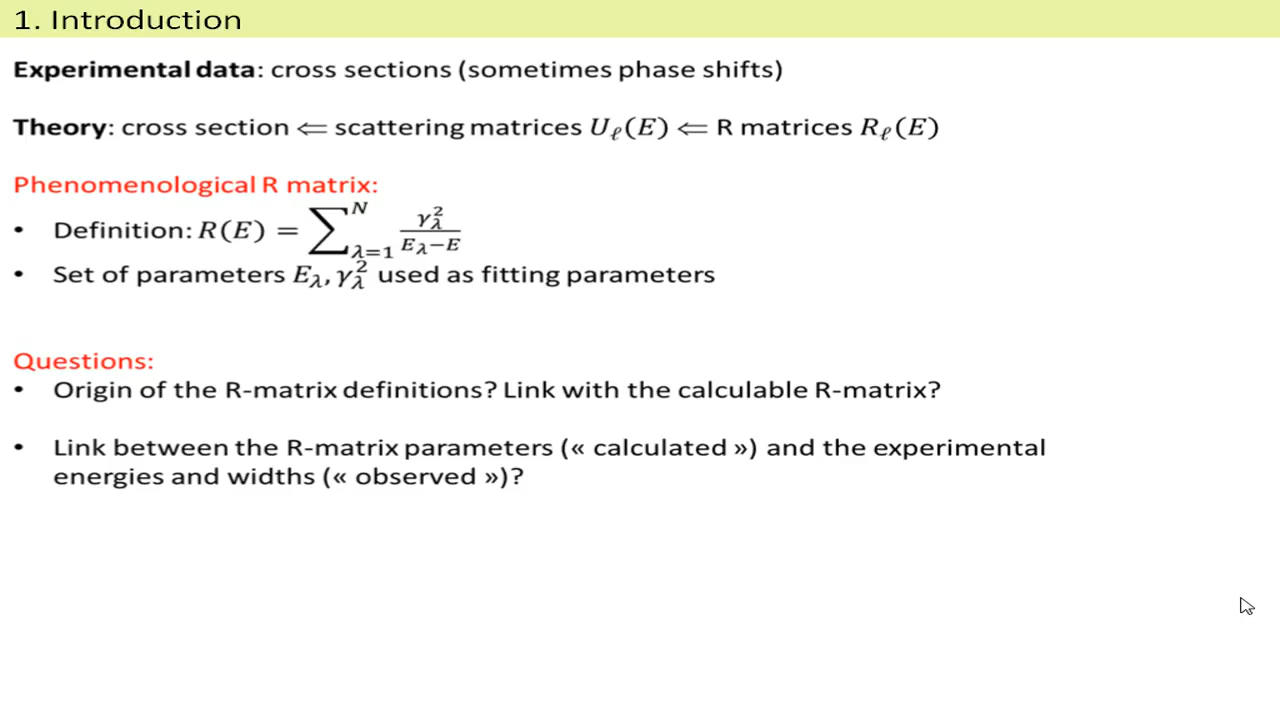 1. Introduction
Experimental data: cross sections (sometimes phase shifts)
Theory: cross section ⟸ scattering matrices U_ℓ(E) ⟸ R matrices R_ℓ(E)
Phenomenological R matrix:
• Definition: R(E) = ∑_{λ=1}^{N} γ_λ^2 / (E_λ−E)
• Set of parameters E_λ, γ_λ^2 used as fitting parameters
Questions:
• Origin of the R-matrix definitions? Link with the calculable R-matrix?
• Link between the R-matrix parameters (« calculated ») and the experimental
energies and widths (« observed »)?